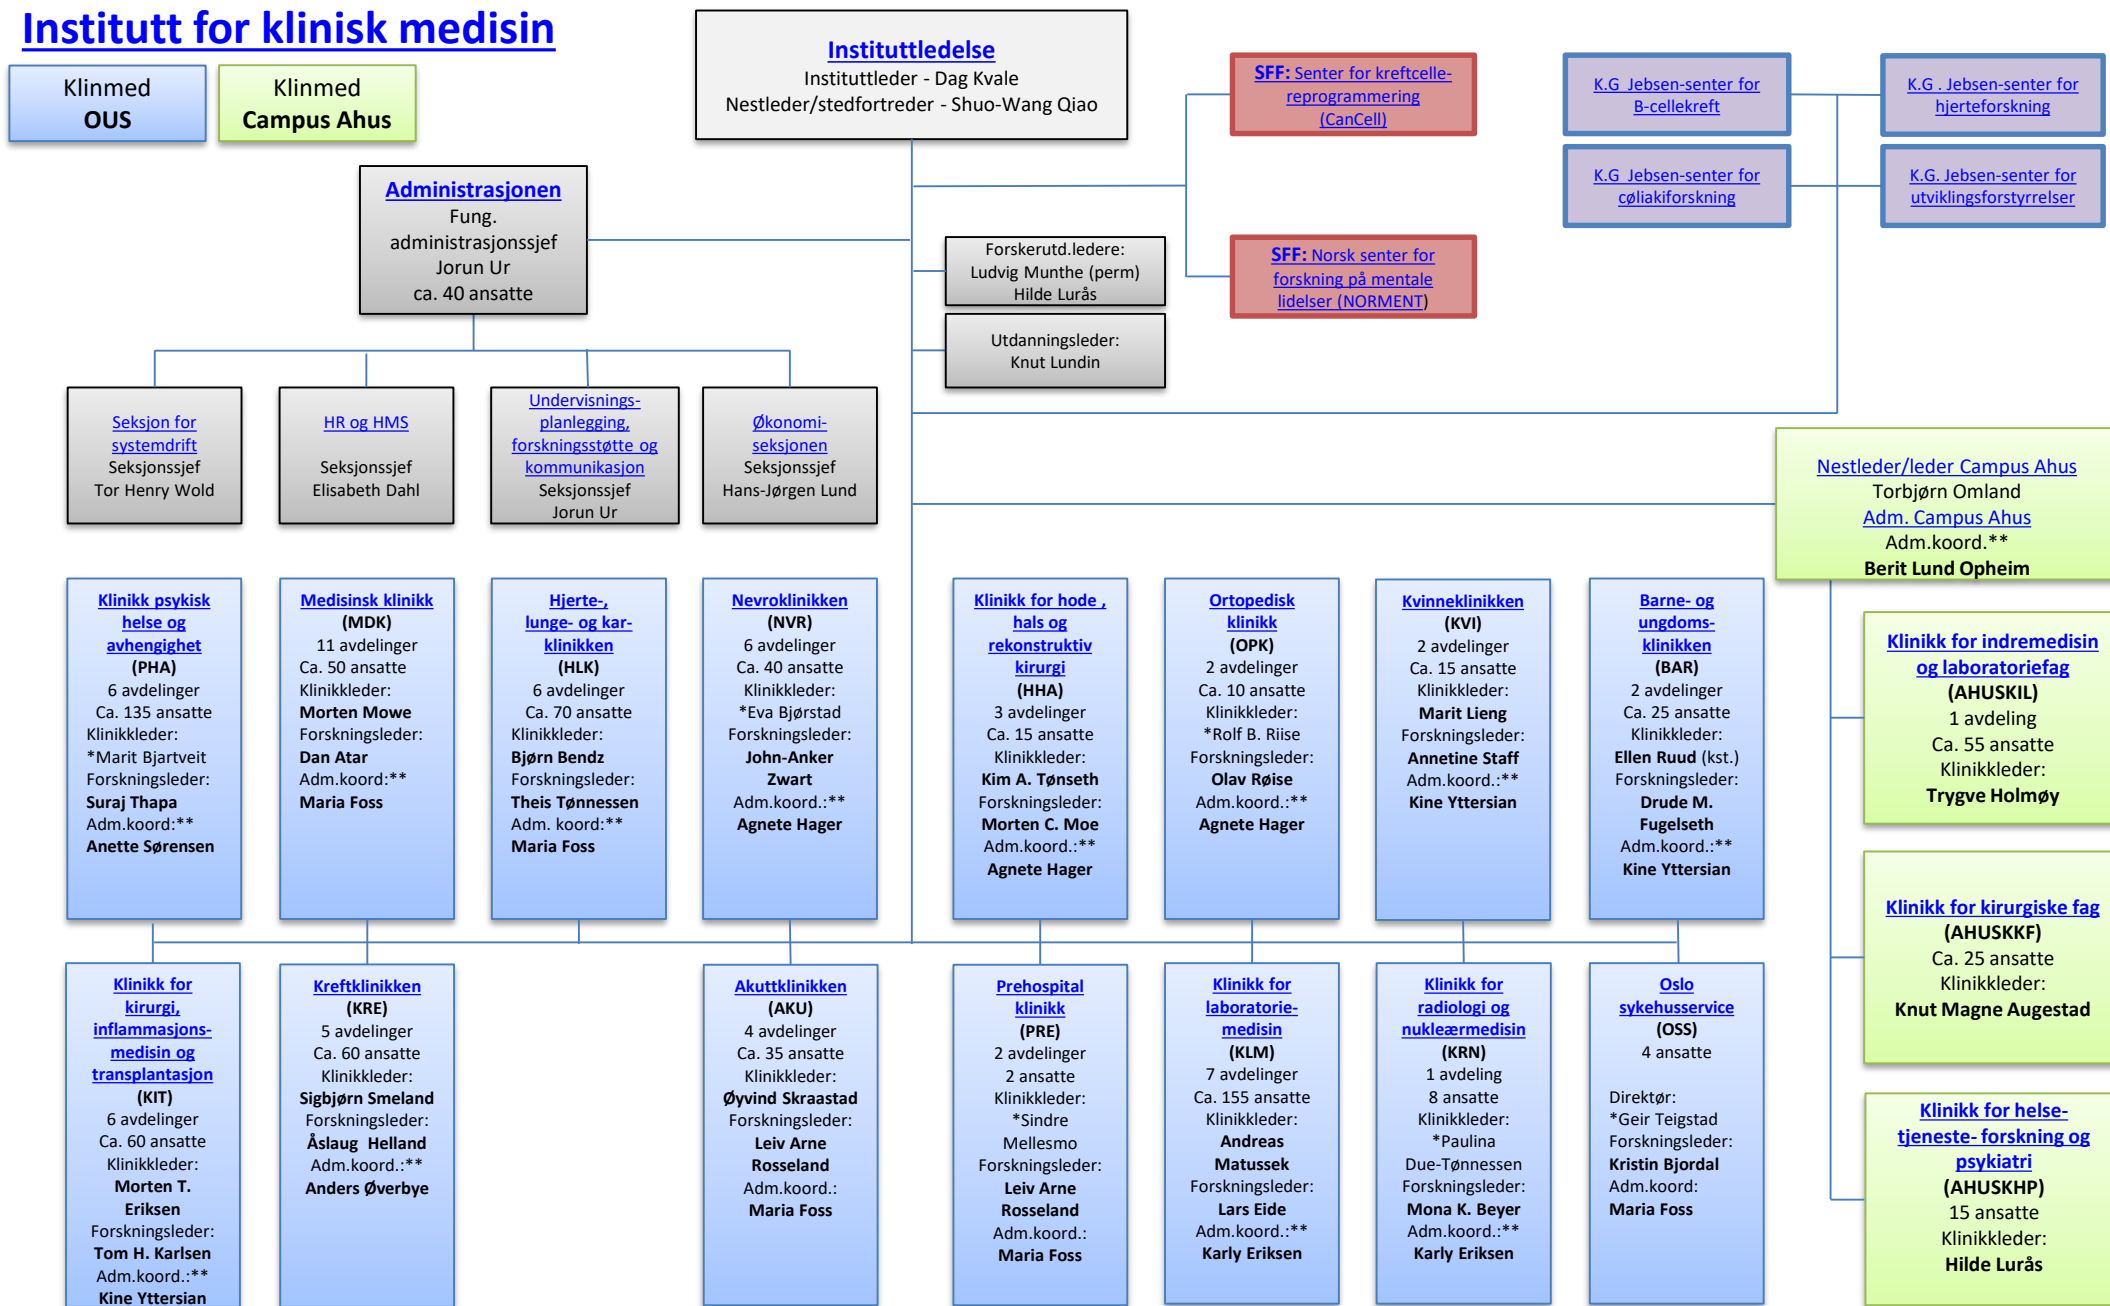 Institutt for klinisk medisin
Klinmed
OUS
Klinmed
Campus Ahus
Instituttledelse
Instituttleder - Dag Kvale
Nestleder/stedfortreder - Shuo-Wang Qiao
SFF: Senter for kreftcelle-
reprogrammering
(CanCell)
K.G Jebsen-senter for
B-cellekreft
K.G . Jebsen-senter for
hjerteforskning
K.G Jebsen-senter for
cøliakiforskning
K.G. Jebsen-senter for
utviklingsforstyrrelser
Administrasjonen
Fung.
administrasjonssjef
Jorun Ur
ca. 40 ansatte
Forskerutd.ledere:
Ludvig Munthe (perm)
Hilde Lurås
SFF: Norsk senter for
forskning på mentale
lidelser (NORMENT)
Utdanningsleder:
Knut Lundin
Seksjon for
systemdrift
Seksjonssjef
Tor Henry Wold
HR og HMS
Seksjonssjef
Elisabeth Dahl
Undervisnings-
planlegging,
forskningsstøtte og
kommunikasjon
Seksjonssjef
Jorun Ur
Økonomi-
seksjonen
Seksjonssjef
Hans-Jørgen Lund
Nestleder/leder Campus Ahus
Torbjørn Omland
Adm. Campus Ahus
Adm.koord.**
Berit Lund Opheim
Klinikk psykisk
helse og
avhengighet
(PHA)
6 avdelinger
Ca. 135 ansatte
Klinikkleder:
*Marit Bjartveit
Forskningsleder:
Suraj Thapa
Adm.koord:**
Anette Sørensen
Medisinsk klinikk
(MDK)
11 avdelinger
Ca. 50 ansatte
Klinikkleder:
Morten Mowe
Forskningsleder:
Dan Atar
Adm.koord:**
Maria Foss
Hjerte-,
lunge- og kar-
klinikken
(HLK)
6 avdelinger
Ca. 70 ansatte
Klinikkleder:
Bjørn Bendz
Forskningsleder:
Theis Tønnessen
Adm. koord:**
Maria Foss
Nevroklinikken
(NVR)
6 avdelinger
Ca. 40 ansatte
Klinikkleder:
*Eva Bjørstad
Forskningsleder:
John-Anker
Zwart
Adm.koord.:**
Agnete Hager
Klinikk for hode ,
hals og
rekonstruktiv
kirurgi
(HHA)
3 avdelinger
Ca. 15 ansatte
Klinikkleder:
Kim A. Tønseth
Forskningsleder:
Morten C. Moe
Adm.koord.:**
Agnete Hager
Ortopedisk
klinikk
(OPK)
2 avdelinger
Ca. 10 ansatte
Klinikkleder:
*Rolf B. Riise
Forskningsleder:
Olav Røise
Adm.koord.:**
Agnete Hager
Kvinneklinikken
(KVI)
2 avdelinger
Ca. 15 ansatte
Klinikkleder:
Marit Lieng
Forskningsleder:
Annetine Staff
Adm.koord.:**
Kine Yttersian
Barne- og
ungdoms-
klinikken
(BAR)
2 avdelinger
Ca. 25 ansatte
Klinikkleder:
Ellen Ruud (kst.)
Forskningsleder:
Drude M.
Fugelseth
Adm.koord.:**
Kine Yttersian
Klinikk for indremedisin
og laboratoriefag
(AHUSKIL)
1 avdeling
Ca. 55 ansatte
Klinikkleder:
Trygve Holmøy
Klinikk for kirurgiske fag
(AHUSKKF)
Ca. 25 ansatte
Klinikkleder:
Knut Magne Augestad
Klinikk for helse-
tjeneste- forskning og
psykiatri
(AHUSKHP)
15 ansatte
Klinikkleder:
Hilde Lurås
Klinikk for
kirurgi,
inflammasjons-
medisin og
transplantasjon
(KIT)
6 avdelinger
Ca. 60 ansatte
Klinikkleder:
Morten T.
Eriksen
Forskningsleder:
Tom H. Karlsen
Adm.koord.:**
Kine Yttersian
Kreftklinikken
(KRE)
5 avdelinger
Ca. 60 ansatte
Klinikkleder:
Sigbjørn Smeland
Forskningsleder:
Åslaug Helland
Adm.koord.:**
Anders Øverbye
Akuttklinikken
(AKU)
4 avdelinger
Ca. 35 ansatte
Klinikkleder:
Øyvind Skraastad
Forskningsleder:
Leiv Arne
Rosseland
Adm.koord.:
Maria Foss
Prehospital
klinikk
(PRE)
2 avdelinger
2 ansatte
Klinikkleder:
*Sindre
Mellesmo
Forskningsleder:
Leiv Arne
Rosseland
Adm.koord.:
Maria Foss
Klinikk for
laboratorie-
medisin
(KLM)
7 avdelinger
Ca. 155 ansatte
Klinikkleder:
Andreas
Matussek
Forskningsleder:
Lars Eide
Adm.koord.:**
Karly Eriksen
Klinikk for
radiologi og
nukleærmedisin
(KRN)
1 avdeling
8 ansatte
Klinikkleder:
*Paulina
Due-Tønnessen
Forskningsleder:
Mona K. Beyer
Adm.koord.:**
Karly Eriksen
Oslo
sykehusservice
(OSS)
4 ansatte
Direktør:
*Geir Teigstad
Forskningsleder:
Kristin Bjordal
Adm.koord:
Maria Foss